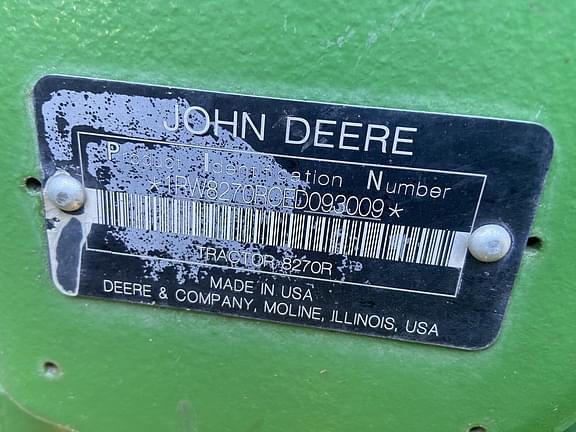 JOHN DEERE
Product Identification Number
*1RW8270RCED093009*
TRACTOR 8270R
MADE IN USA
DEERE & COMPANY, MOLINE, ILLINOIS, USA